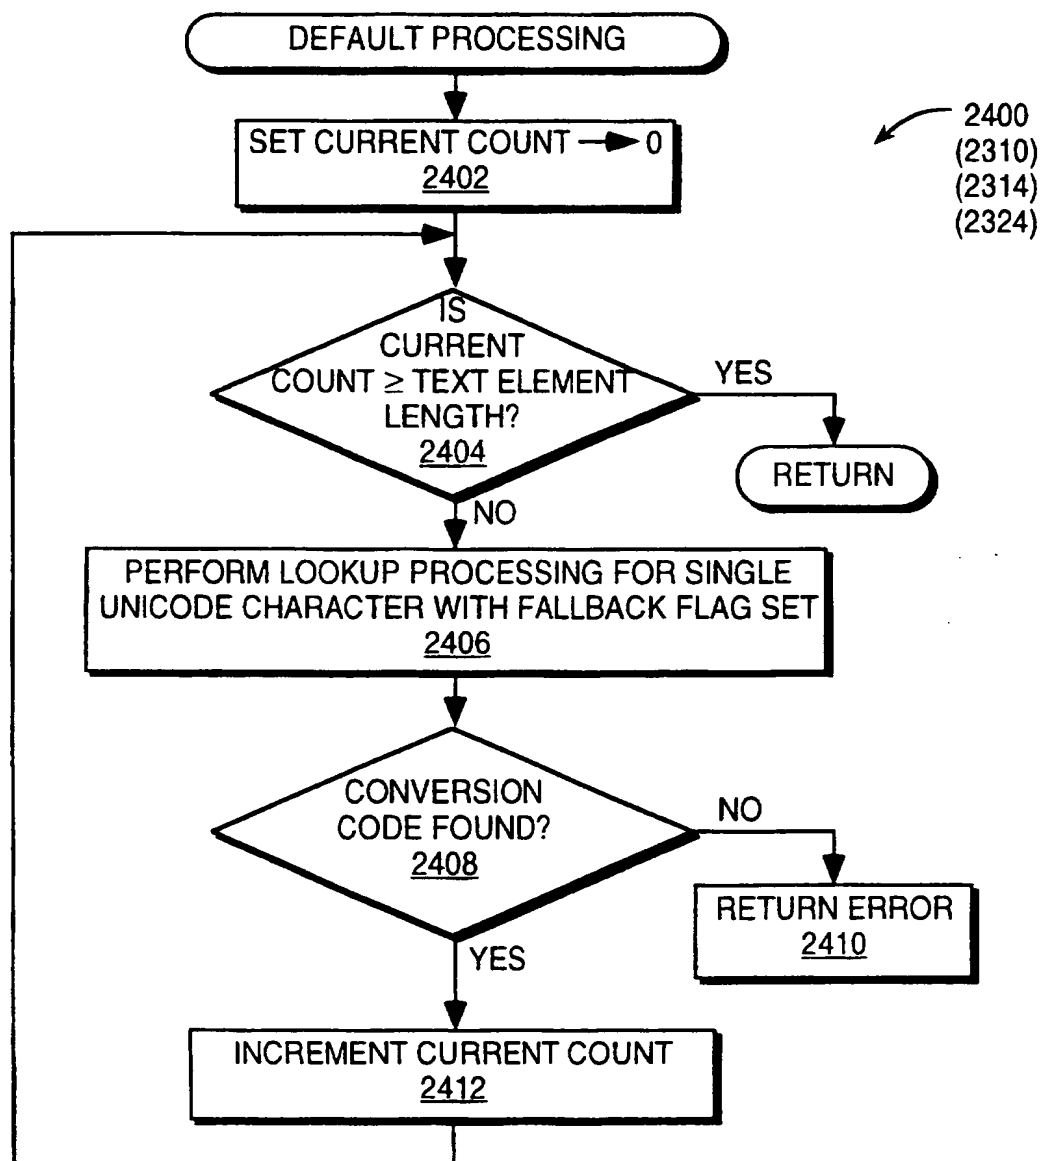 DEFAULT PROCESSING
SET CURRENT COUNT → 0
2402
2400
(2310)
(2314)
(2324)
IS
CURRENT
COUNT ≥ TEXT ELEMENT
LENGTH?
2404
YES
RETURN
NO
PERFORM LOOKUP PROCESSING FOR SINGLE
UNICODE CHARACTER WITH FALLBACK FLAG SET
2406
CONVERSION
CODE FOUND?
2408
NO
RETURN ERROR
2410
YES
INCREMENT CURRENT COUNT
2412